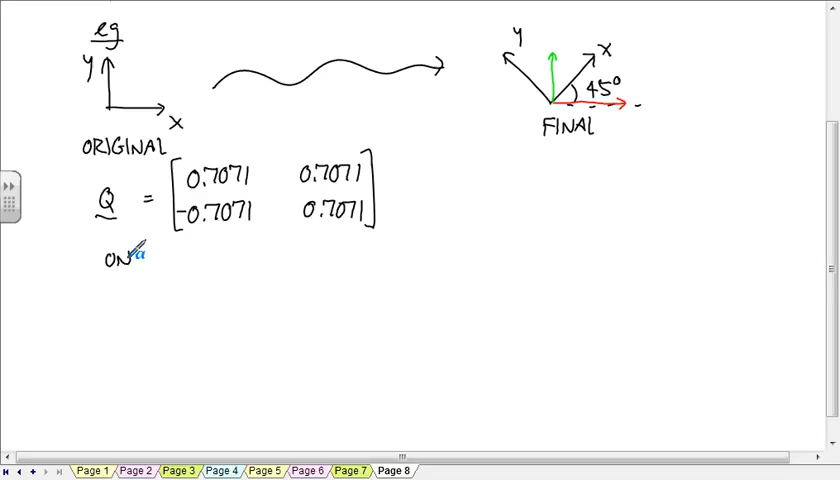 eg
y
x
ORIGINAL
y
x
45°
FINAL
Q = [0.7071 0.7071
-0.7071 0.7071]
ON
a
Page 1 Page 2 Page 3 Page 4 Page 5 Page 6 Page 7 Page 8